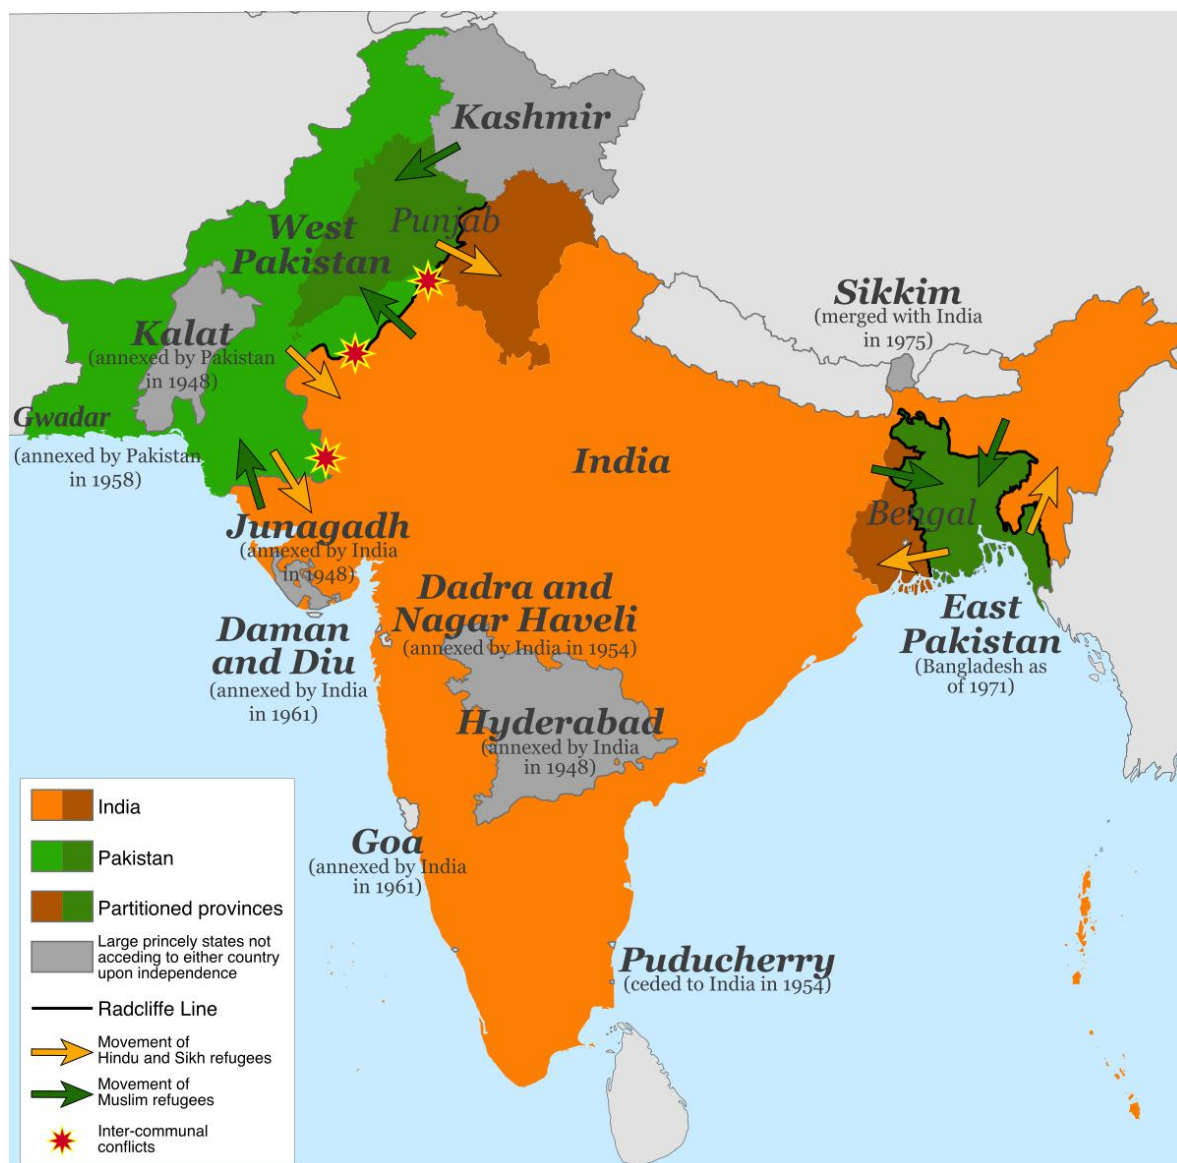 Kashmir
West
Pakistan
Punjab
Kalat
(annexed by Pakistan
in 1948)
Gwadar
(annexed by Pakistan
in 1958)
Sikkim
(merged with India
in 1975)
India
Bengal
Junagadh
(annexed by India
in 1948)
Dadra and
Nagar Haveli
(annexed by India in 1954)
Daman
and Diu
(annexed by India
in 1961)
East
Pakistan
(Bangladesh as
of 1971)
Hyderabad
(annexed by India
in 1948)
Goa
(annexed by India
in 1961)
Puducherry
(ceded to India in 1954)
India
Pakistan
Partitioned provinces
Large princely states not
acceding to either country
upon independence
Radcliffe Line
Movement of
Hindu and Sikh refugees
Movement of
Muslim refugees
Inter-communal
conflicts